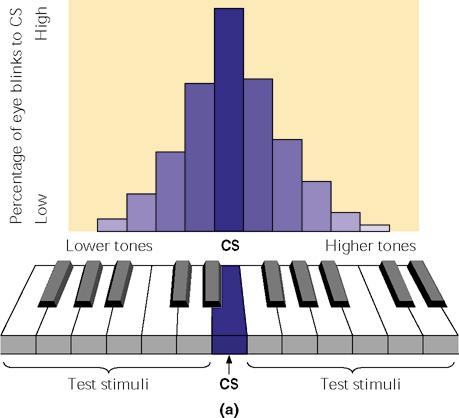 Percentage of eye blinks to CS
High
Low
Lower tones
CS
Higher tones
Test stimuli
CS
Test stimuli
(a)